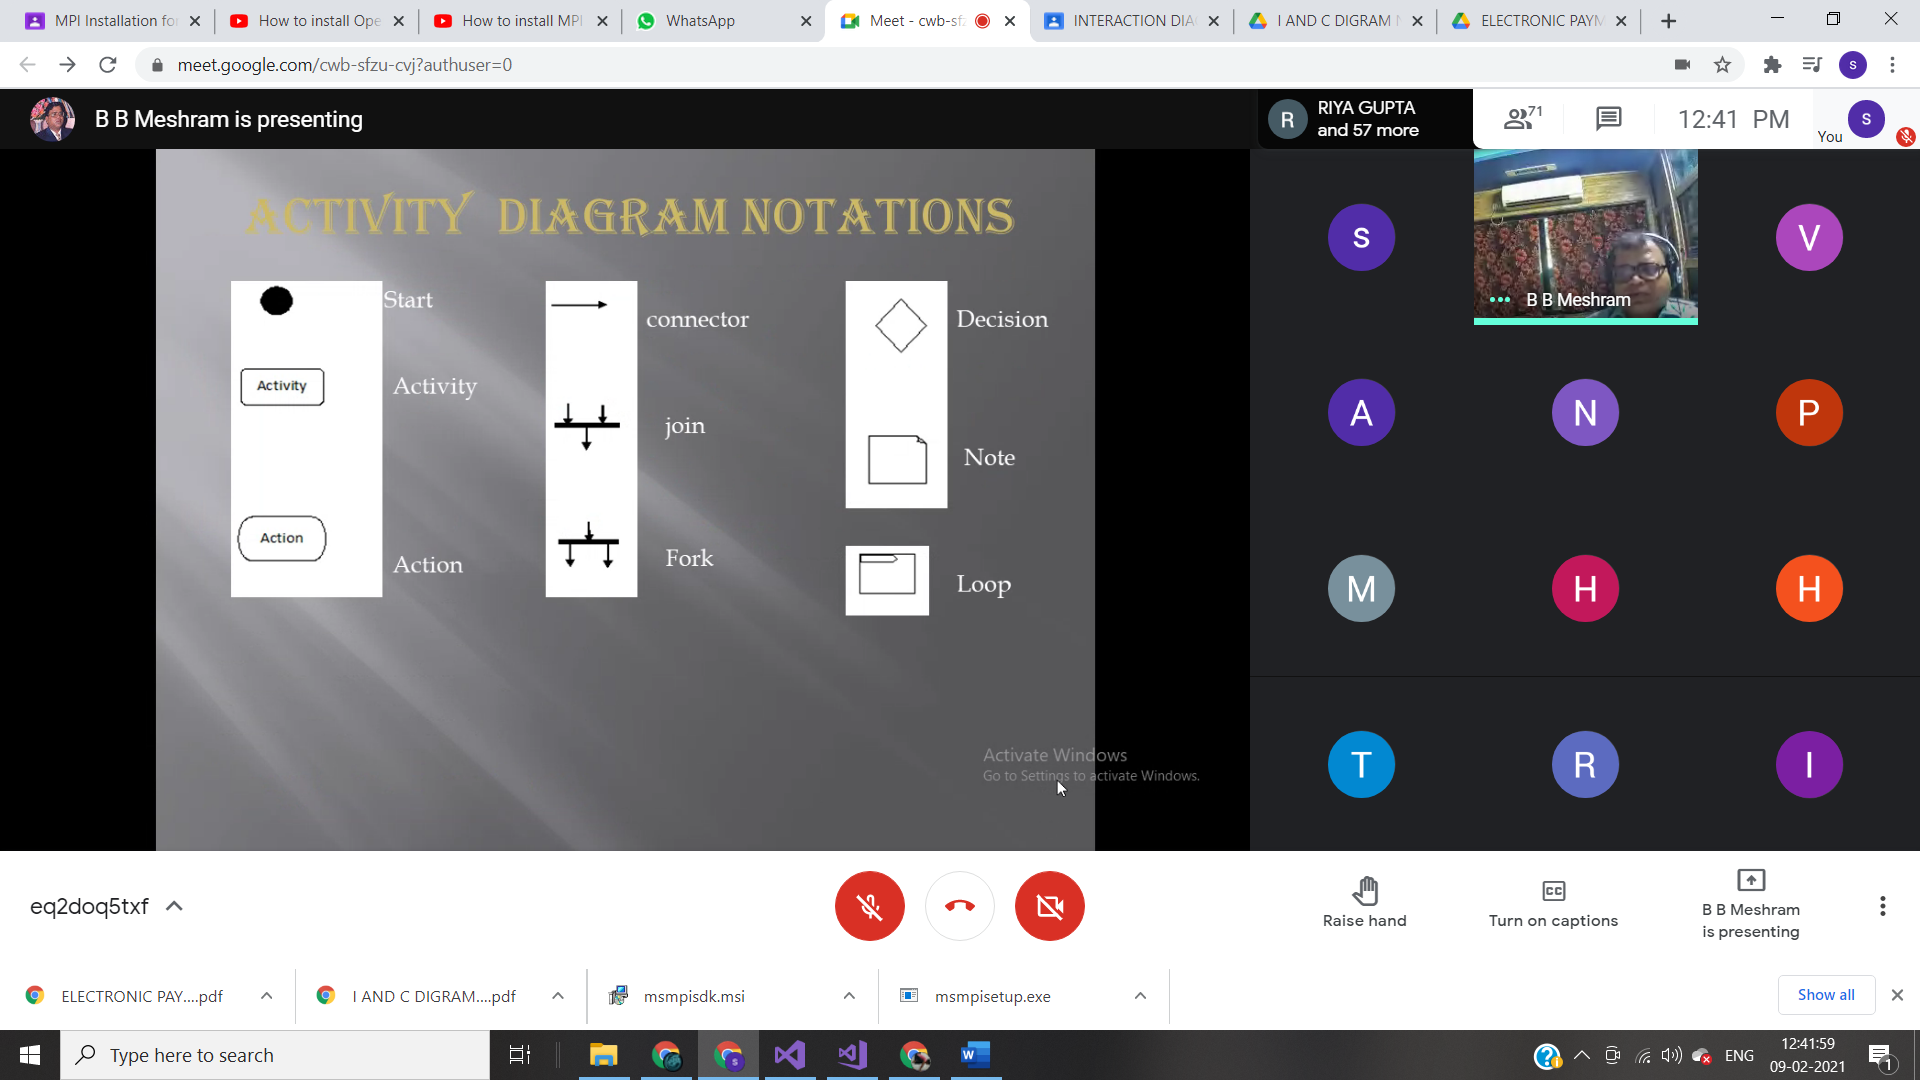 MPI Installation fo
How to install Ope
How to install MPI
WhatsApp
Meet - cwb-sf
INTERACTION DIA
I AND C DIGRAM
ELECTRONIC PAYM
meet.google.com/cwb-sfzu-cvj?authuser=0
S
B B Meshram is presenting
R
RIYA GUPTA
and 57 more
71
12:41 PM
You
S
ACTIVITY DIAGRAM NOTATIONS
Start
connector
Decision
Activity
Activity
join
Note
Action
Action
Fork
Loop
S
B B Meshram
V
A
N
P
M
H
H
T
R
I
Activate Windows
Go to Settings to activate Windows.
eq2doq5txf
Raise hand
CC
Turn on captions
B B Meshram
is presenting
ELECTRONIC PAY....pdf
I AND C DIGRAM....pdf
msmpisdk.msi
msmpisetup.exe
Show all
Type here to search
S
W
ENG
12:41:59
09-02-2021
1